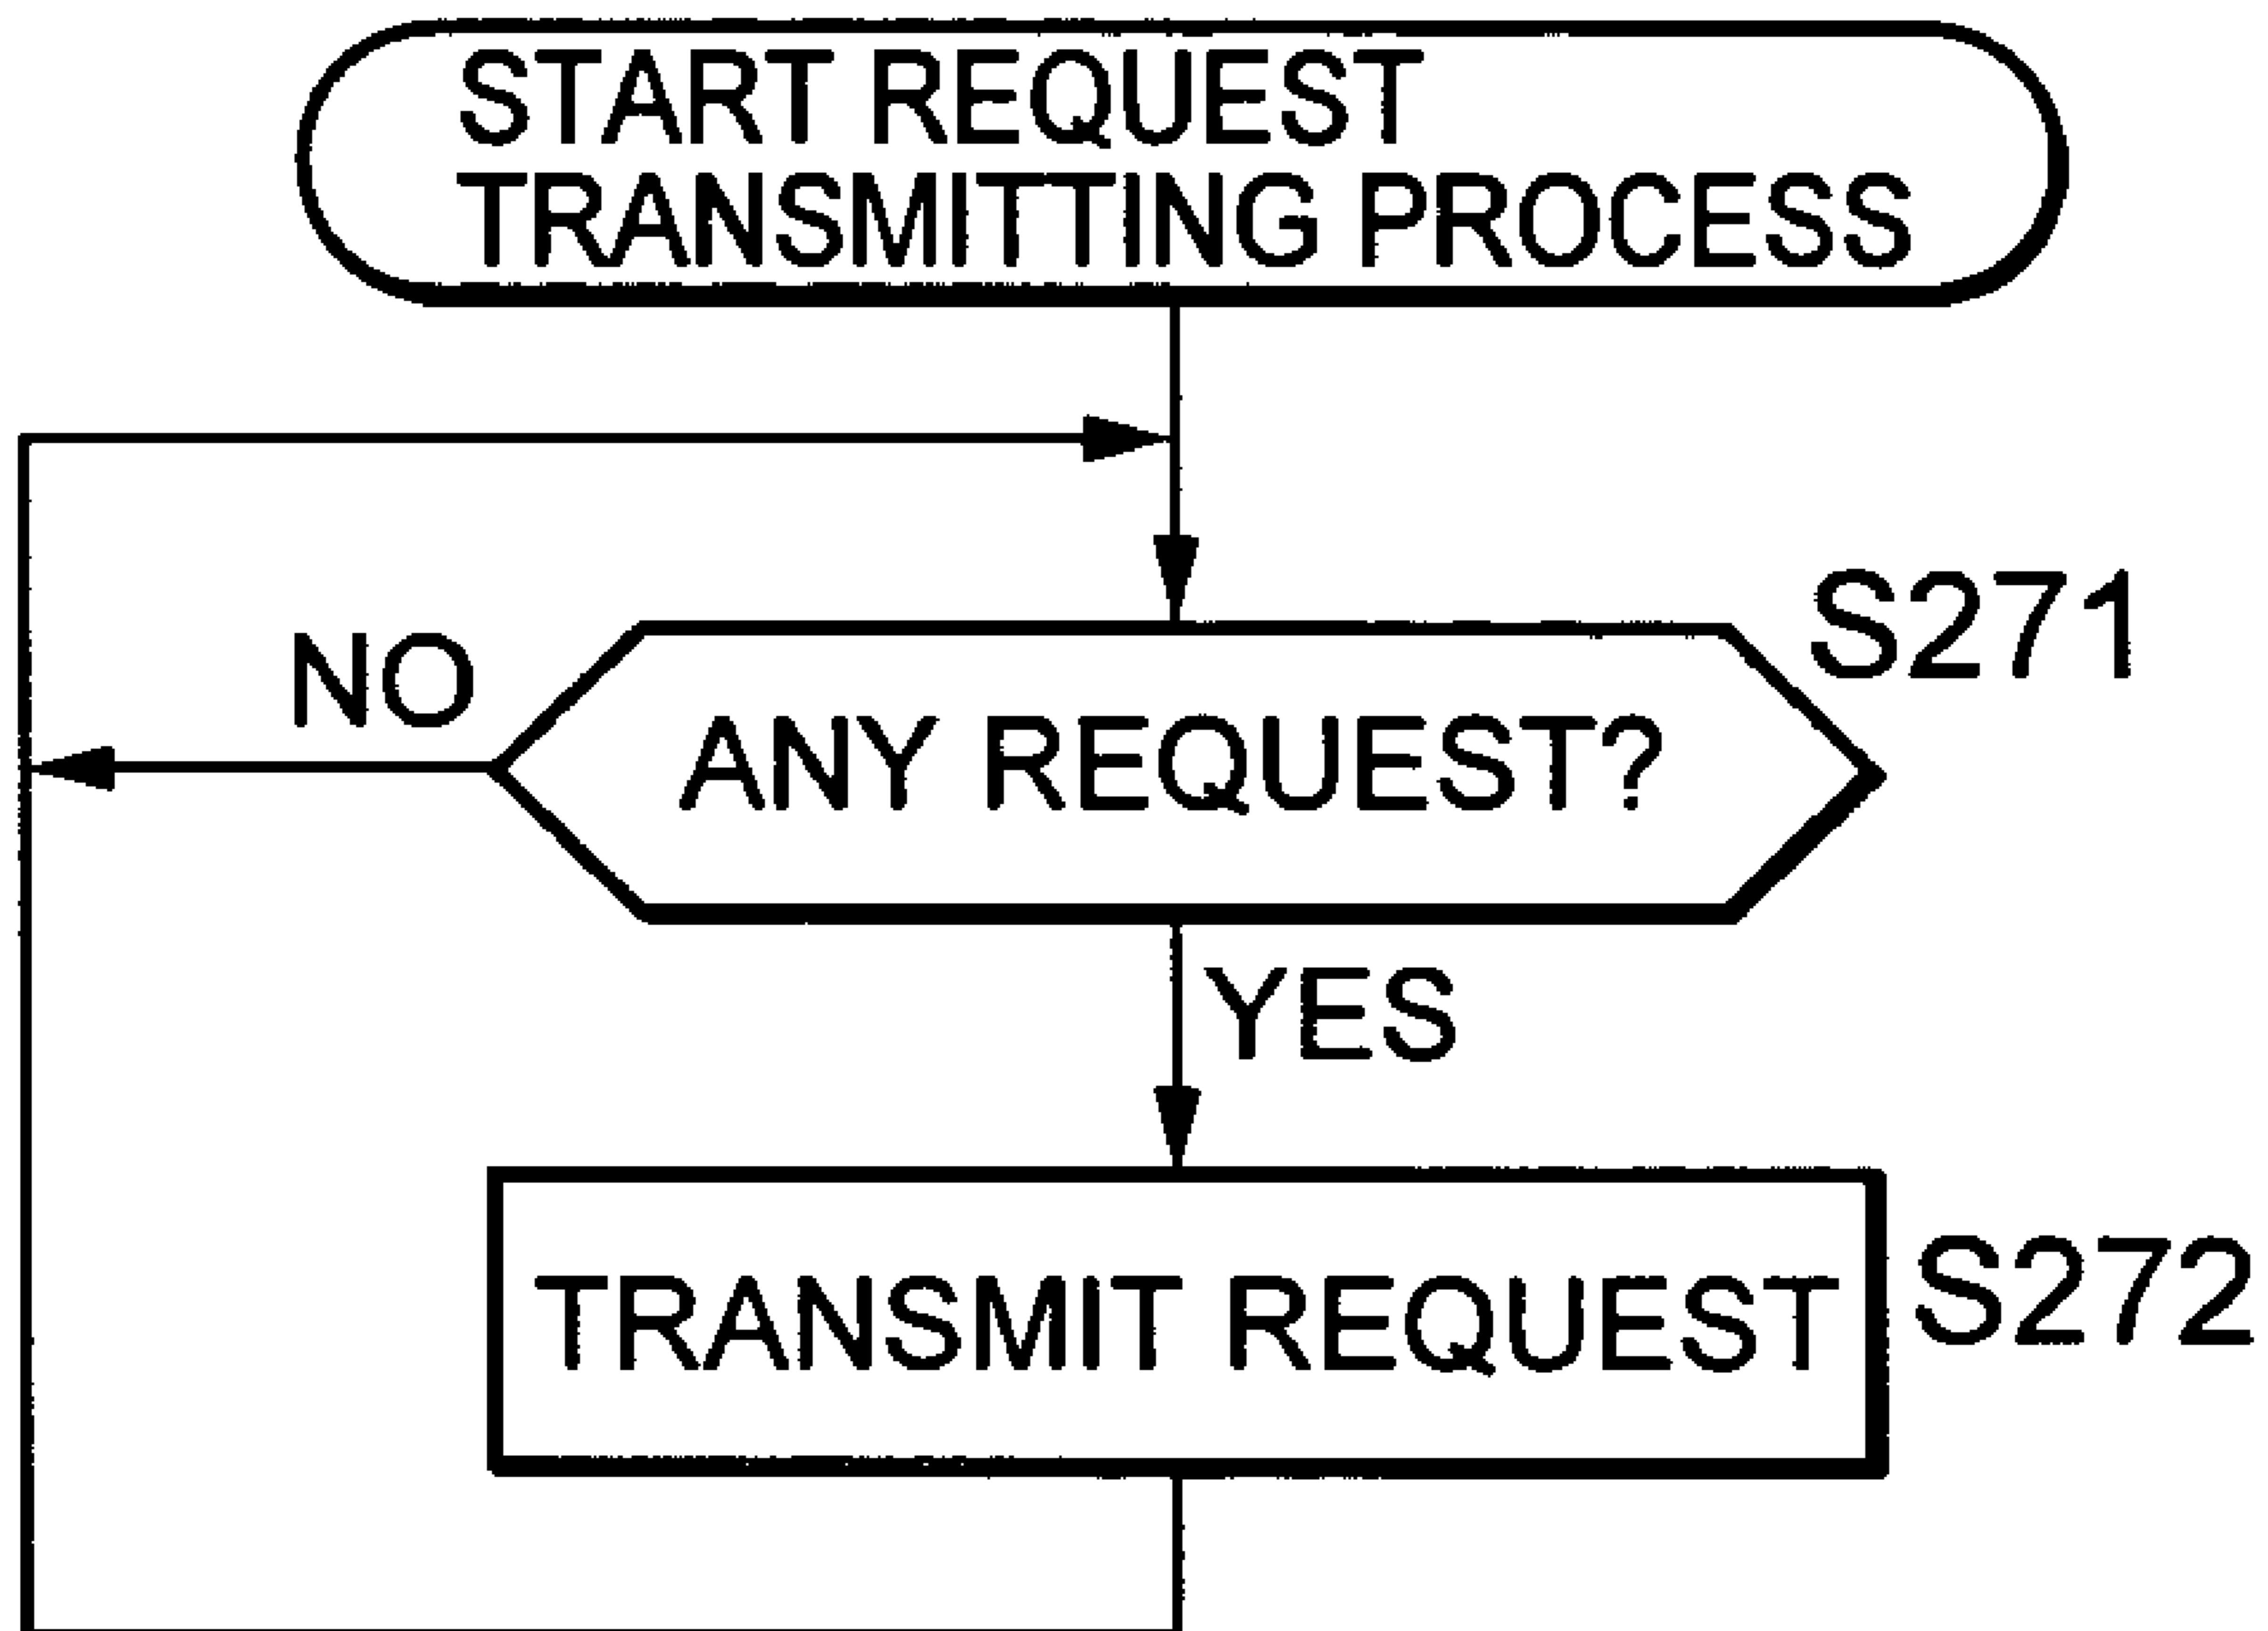 START REQUEST
TRANSMITTING PROCESS
S271
NO
ANY REQUEST?
YES
TRANSMIT REQUEST
S272